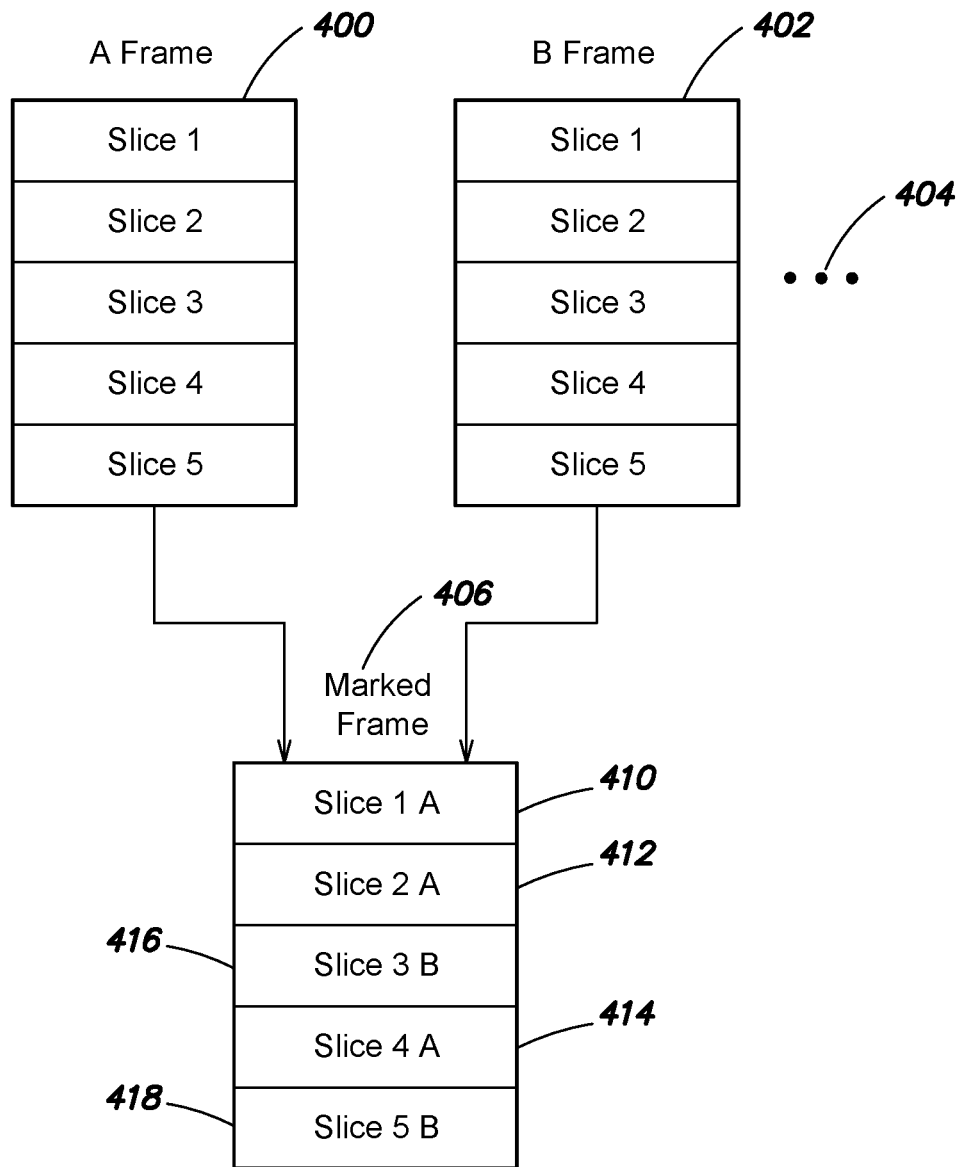 400
402
A Frame
B Frame
Slice 1
Slice 2
Slice 3
Slice 4
Slice 5
Slice 1
Slice 2
Slice 3
Slice 4
Slice 5
404
406
Marked
Frame
Slice 1 A
410
Slice 2 A
412
416
Slice 3 B
Slice 4 A
414
418
Slice 5 B